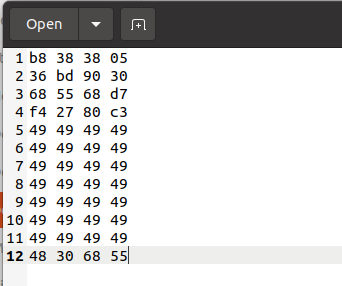 Open
1 b8 38 38 05
2 36 bd 90 30
3 68 55 68 d7
4 f4 27 80 c3
5 49 49 49 49
6 49 49 49 49
7 49 49 49 49
8 49 49 49 49
9 49 49 49 49
10 49 49 49 49
11 49 49 49 49
12 48 30 68 55